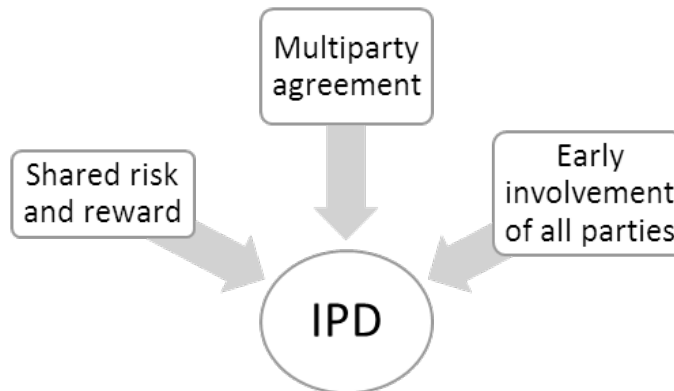 Multiparty
agreement
Shared risk
and reward
Early
involvement
of all parties
IPD